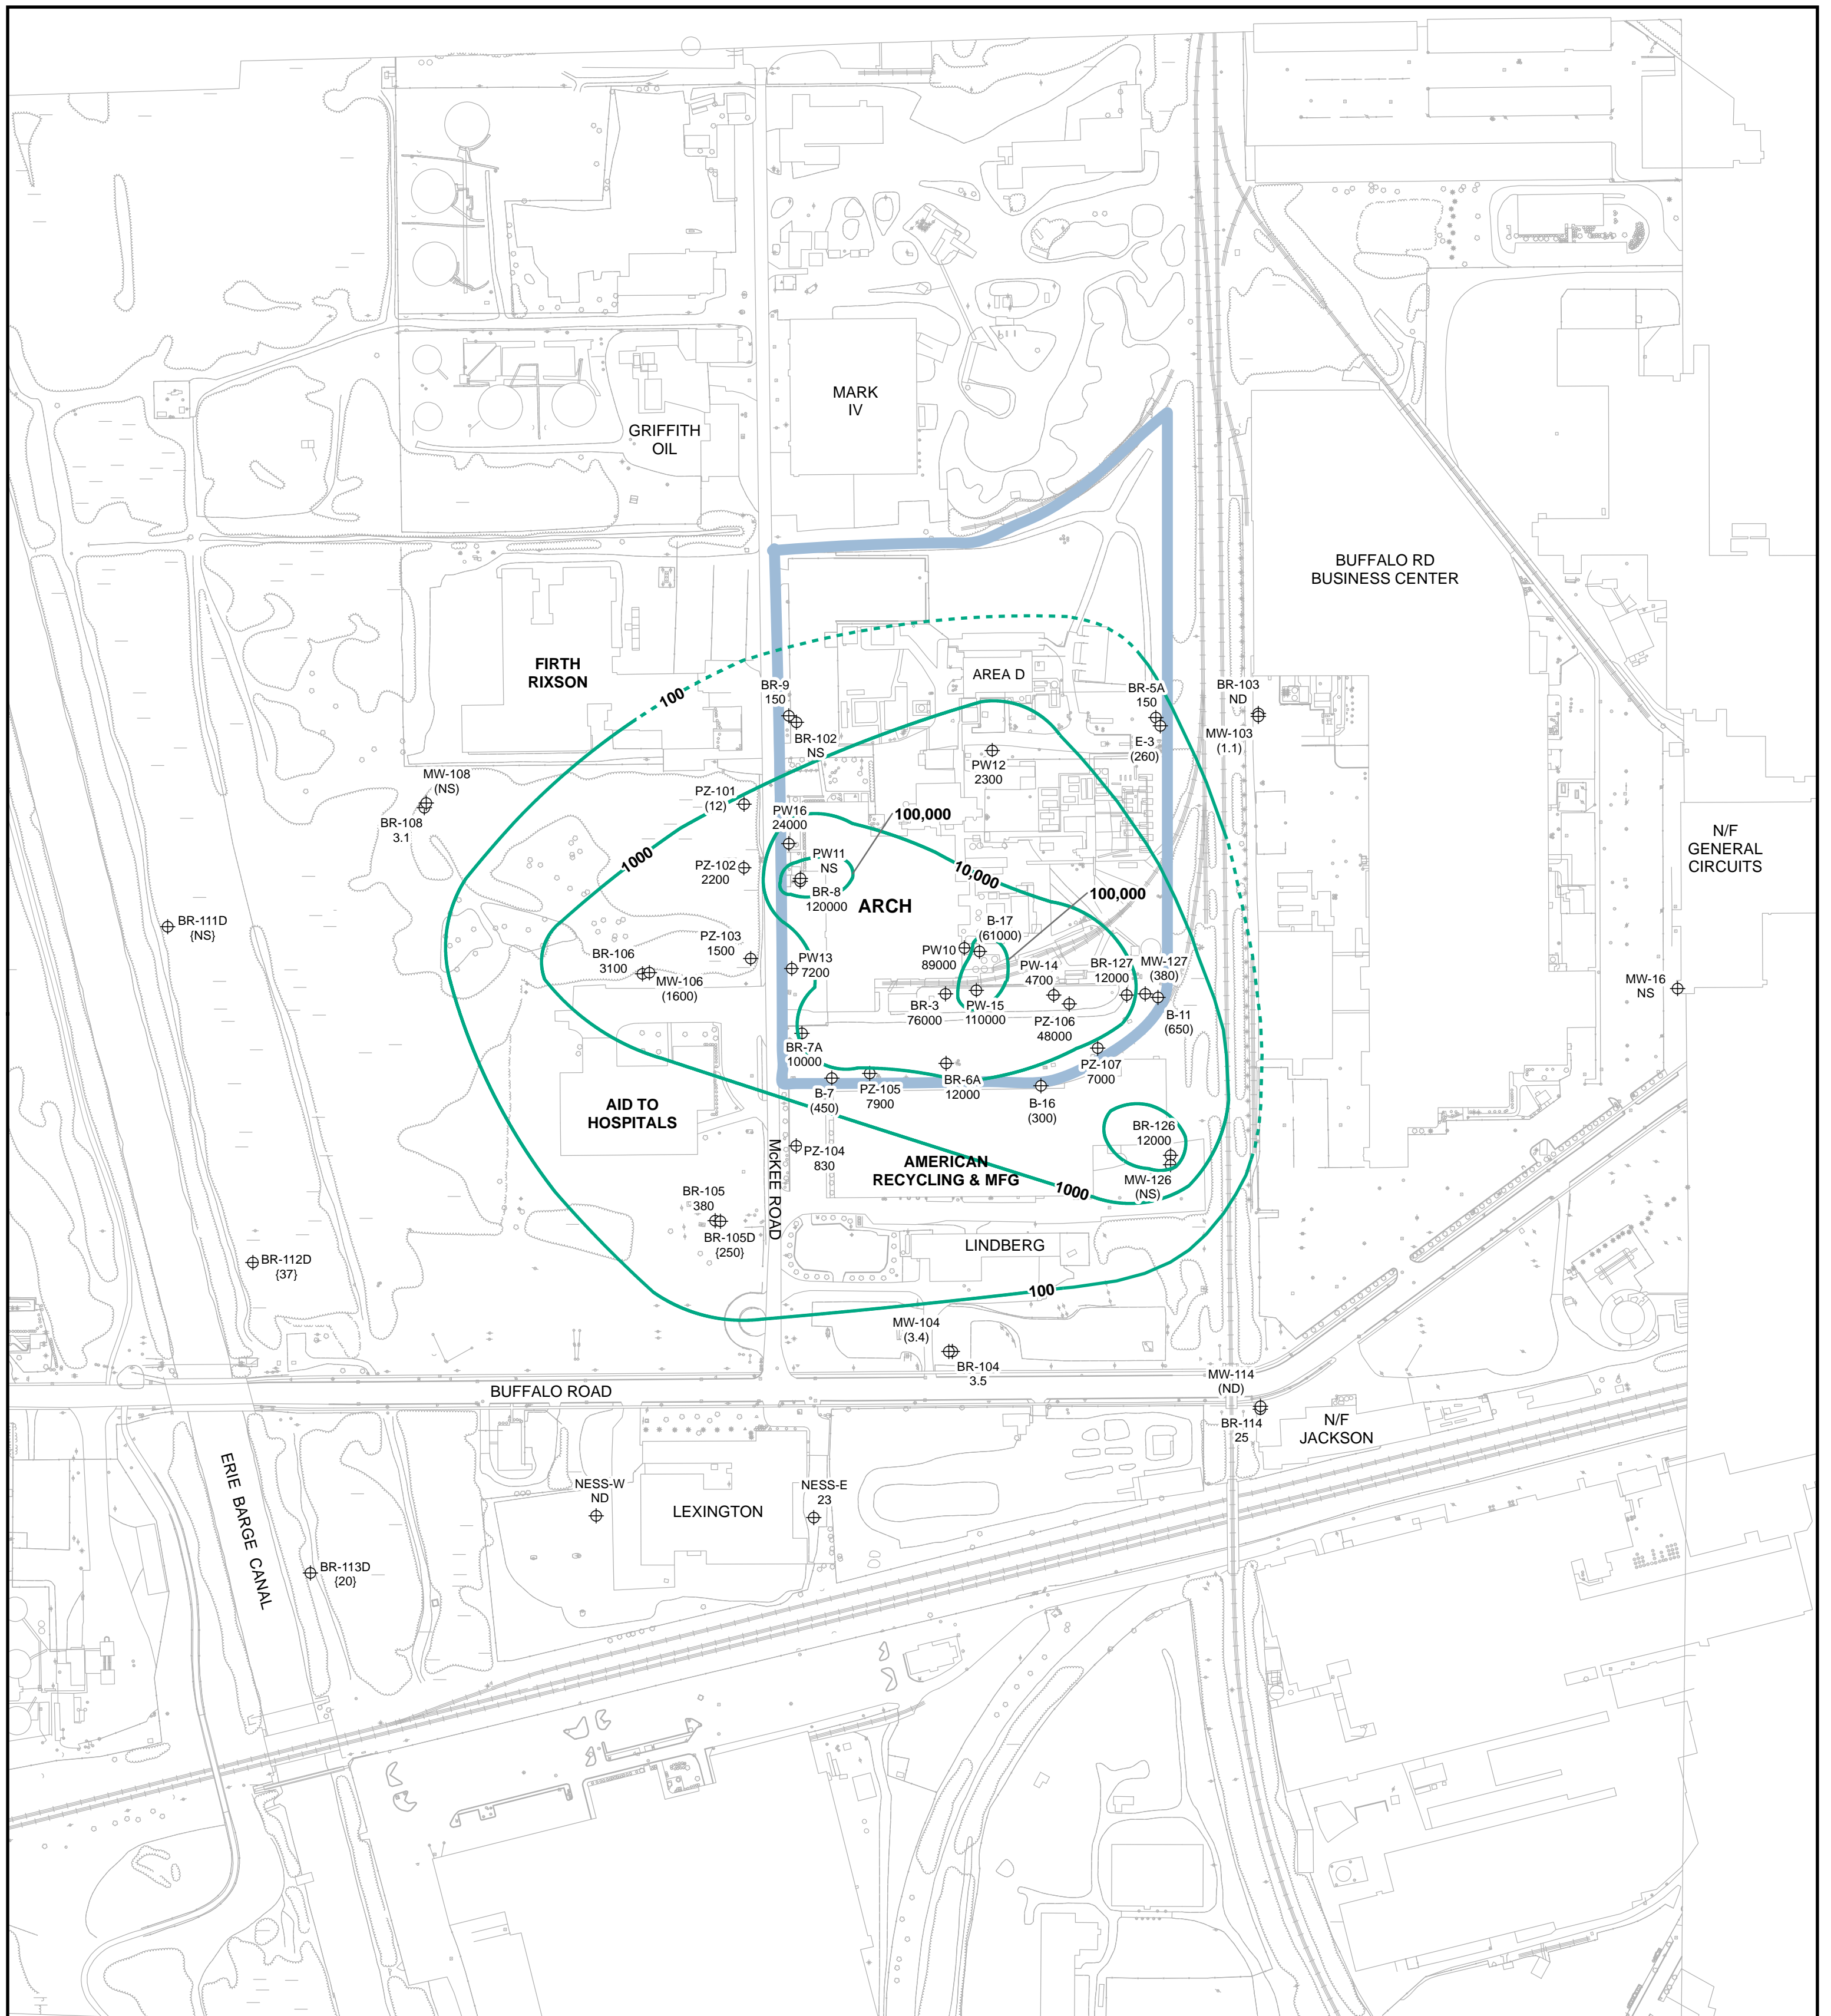 MARK
IV
GRIFFITH
OIL
BUFFALO RD
BUSINESS CENTER
FIRTH
RIXSON
100
AREA D
BR-9
150
BR-102
NS
BR-5A
150
E-3
(260)
BR-103
ND
MW-103
(1.1)
PW12
2300
MW-108
(NS)
BR-108
3.1
PZ-101
(12)
PW16
24000
100,000
N/F
GENERAL
CIRCUITS
1000
PZ-102
2200
PW11
NS
BR-8
120000
10,000
100,000
ARCH
BR-111D
{NS}
PZ-103
1500
B-17
(61000)
PW10
89000
BR-106
3100
MW-106
(1600)
PW13
7200
PW-14
4700
BR-127
12000
MW-127
(380)
MW-16
NS
BR-3
76000
PW-15
110000
PZ-106
48000
B-11
(650)
BR-7A
10000
PZ-107
7000
B-7
(450)
PZ-105
7900
BR-6A
12000
B-16
(300)
AID TO
HOSPITALS
BR-126
12000
McKEE ROAD
PZ-104
830
AMERICAN
RECYCLING & MFG
MW-126
(NS)
1000
BR-105
380
BR-105D
{250}
LINDBERG
BR-112D
{37}
100
MW-104
(3.4)
BR-104
3.5
MW-114
(ND)
BUFFALO ROAD
BR-114
25
N/F
JACKSON
ERIE BARGE CANAL
NESS-W
ND
LEXINGTON
NESS-E
23
BR-113D
{20}